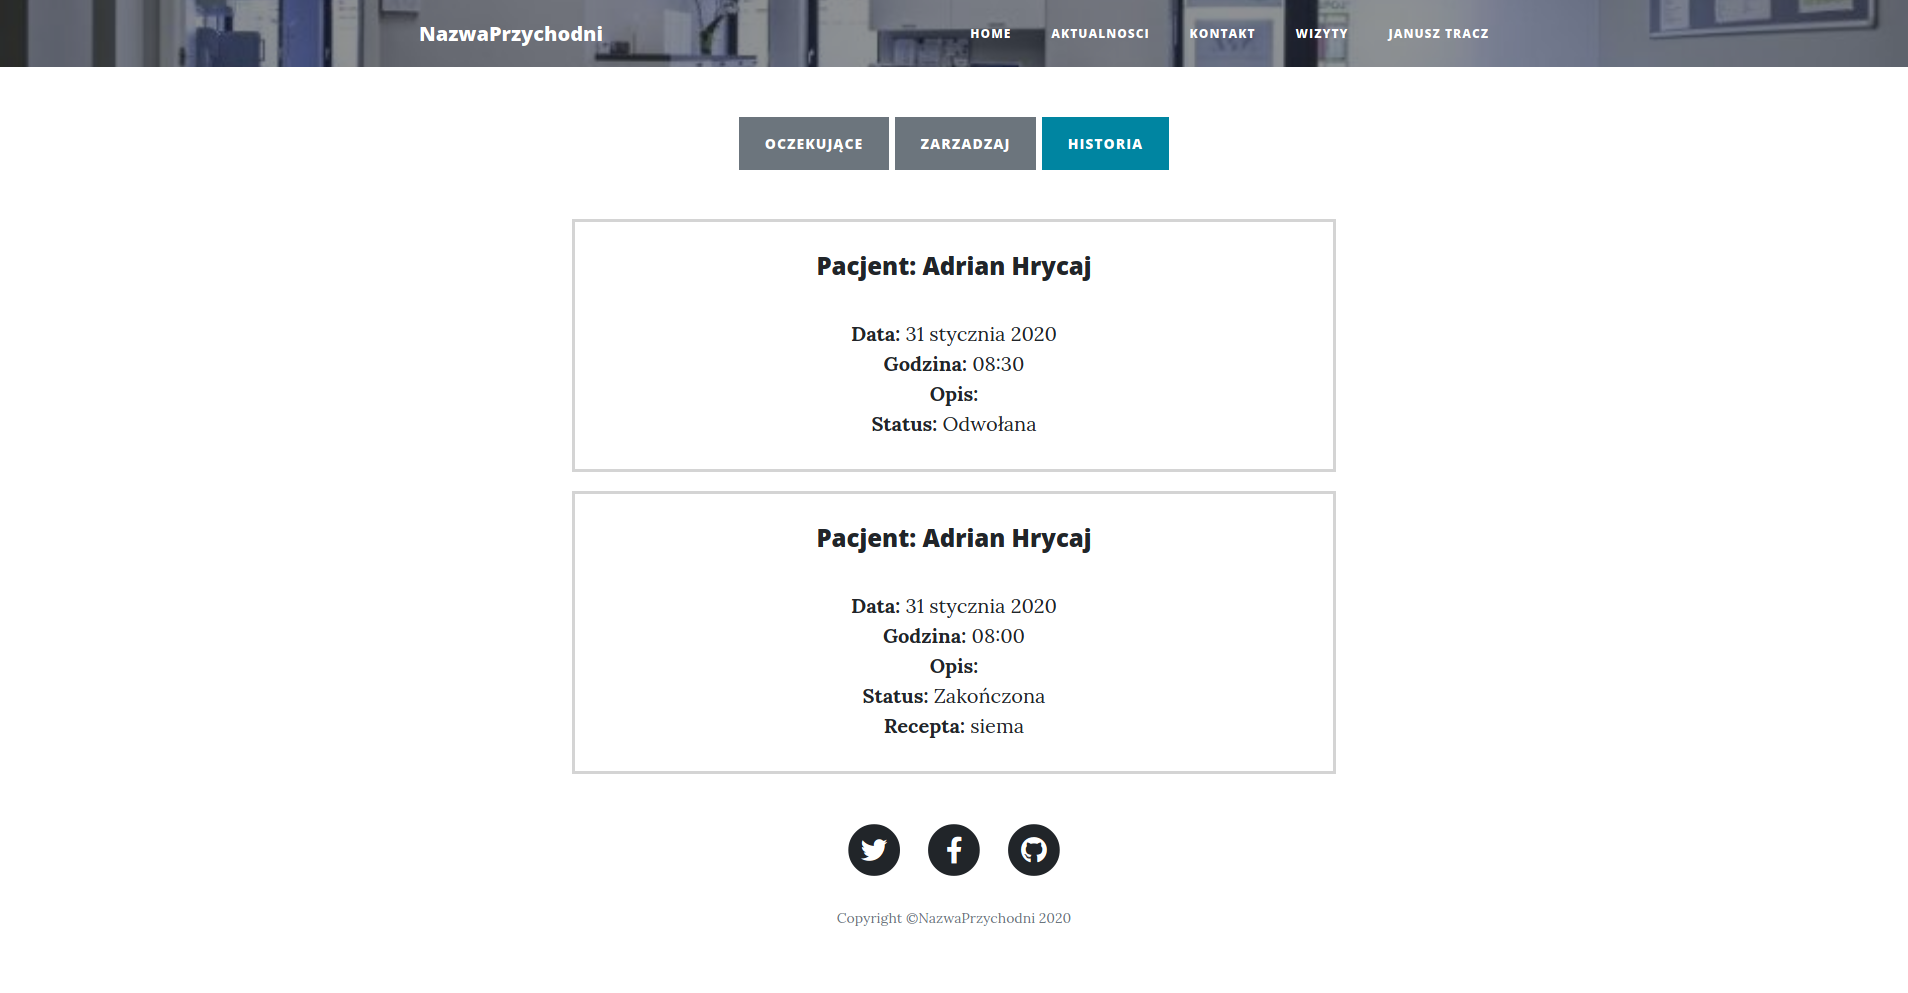 NazwaPrzychodni HOME AKTUALNOSCI KONTAKT WIZYTY JANUSZ TRACZ
OCZEKUJĄCE ZARZADZAJ HISTORIA
Pacjent: Adrian Hrycaj
Data: 31 stycznia 2020
Godzina: 08:30
Opis:
Status: Odwołana
Pacjent: Adrian Hrycaj
Data: 31 stycznia 2020
Godzina: 08:00
Opis:
Status: Zakończona
Recepta: siema
Copyright ©NazwaPrzychodni 2020